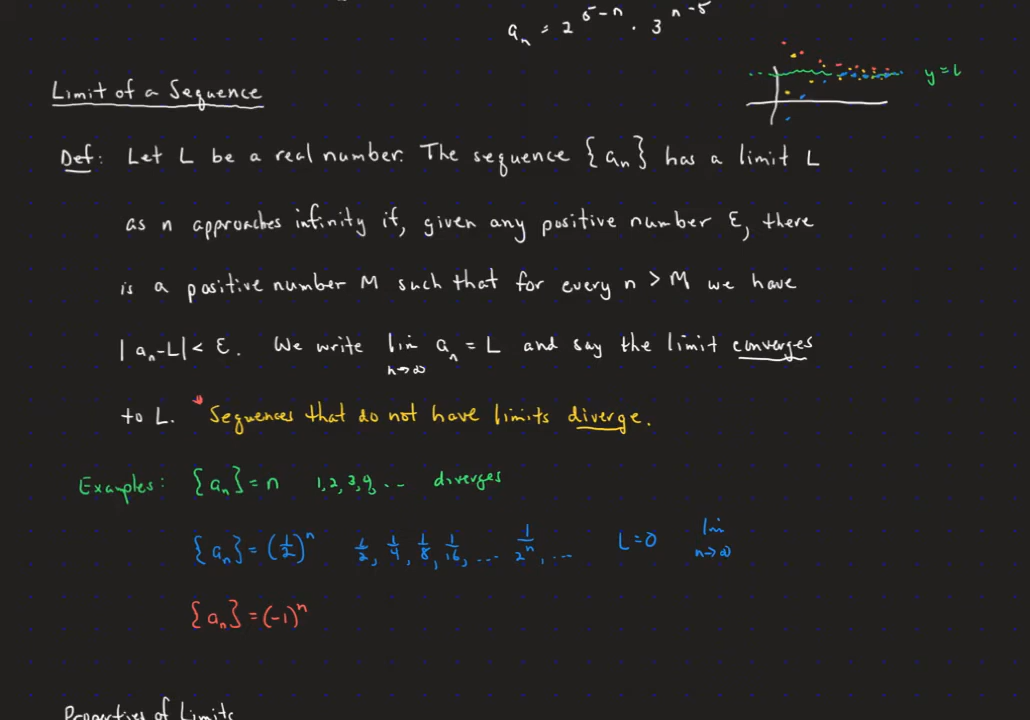 aₙ = 2^(5-n) · 3^(n-5)
y = L
Limit of a Sequence
Def: Let L be a real number. The sequence {aₙ} has a limit L
as n approaches infinity if, given any positive number ε, there
is a positive number M such that for every n > M we have
|aₙ-L| < ε. We write lim n→∞ aₙ = L and say the limit converges
to L. *Sequences that do not have limits diverge.
Examples: {aₙ} = n 1, 2, 3, 4, ... diverges
{aₙ} = (1/2)^n 1/2, 1/4, 1/8, 1/16, ... 1/2^n, ... L=0 lim n→∞
{aₙ} = (-1)^n
Properties of Limits